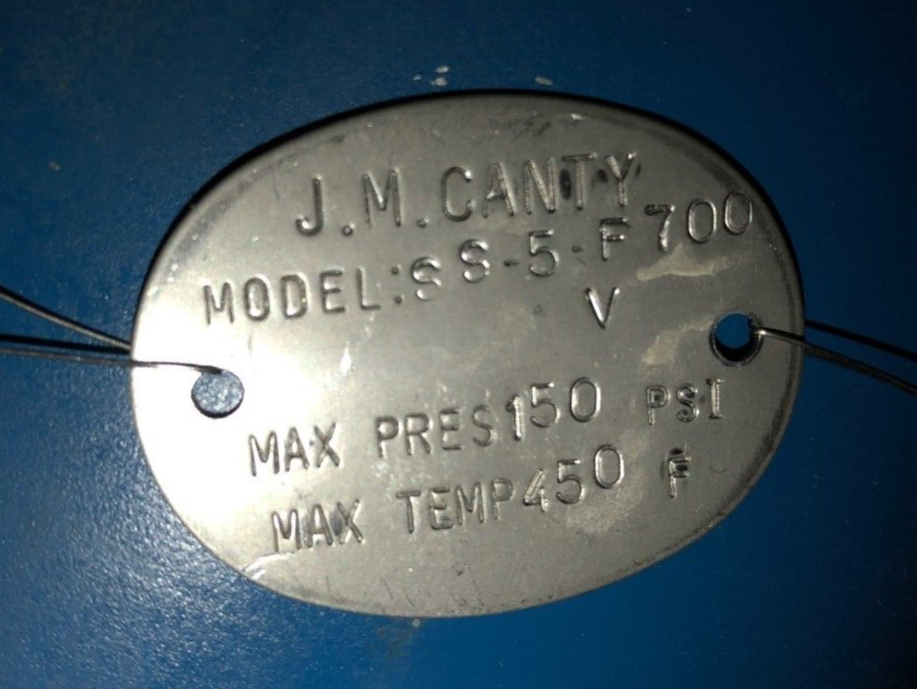 J.M.CANTY
MODEL:SS-5-F700
V
MAX PRES150 PSI
MAX TEMP450 F